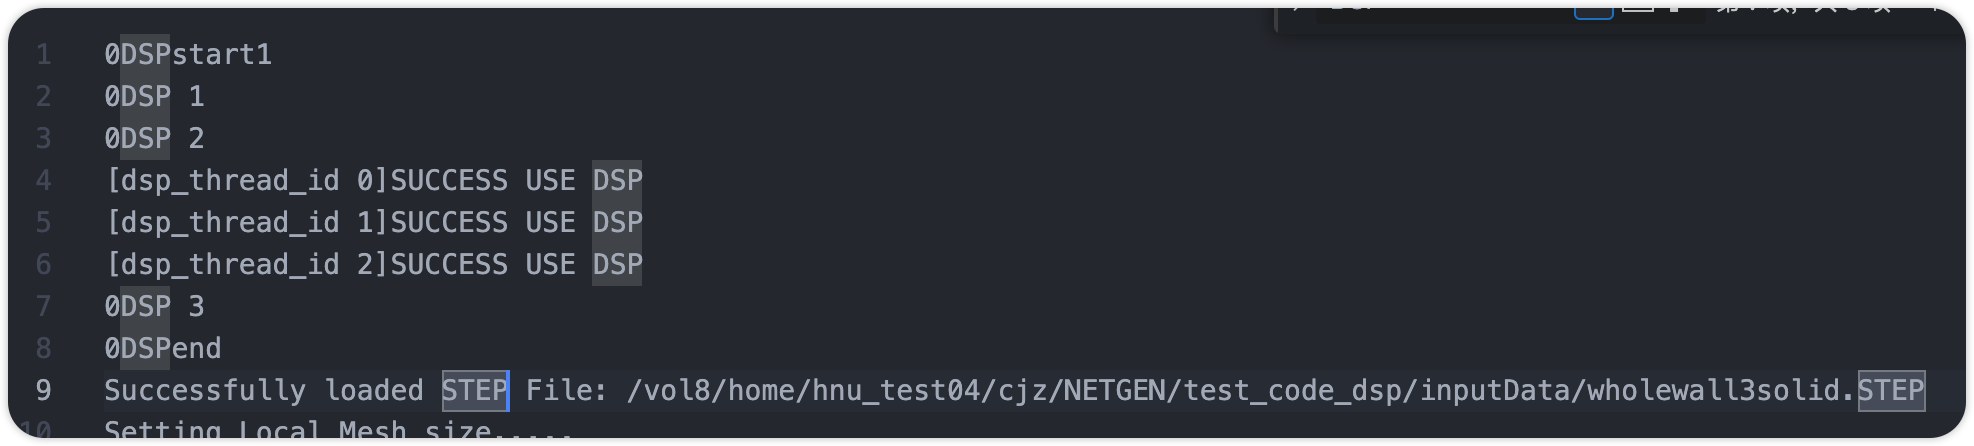 1 0DSPstart1
2 0DSP 1
3 0DSP 2
4 [dsp_thread_id 0]SUCCESS USE DSP
5 [dsp_thread_id 1]SUCCESS USE DSP
6 [dsp_thread_id 2]SUCCESS USE DSP
7 0DSP 3
8 0DSPend
9 Successfully loaded STEP File: /vol8/home/hnu_test04/cjz/NETGEN/test_code_dsp/inputData/wholewall3solid.STEP
10 Setting Local Mesh size.....